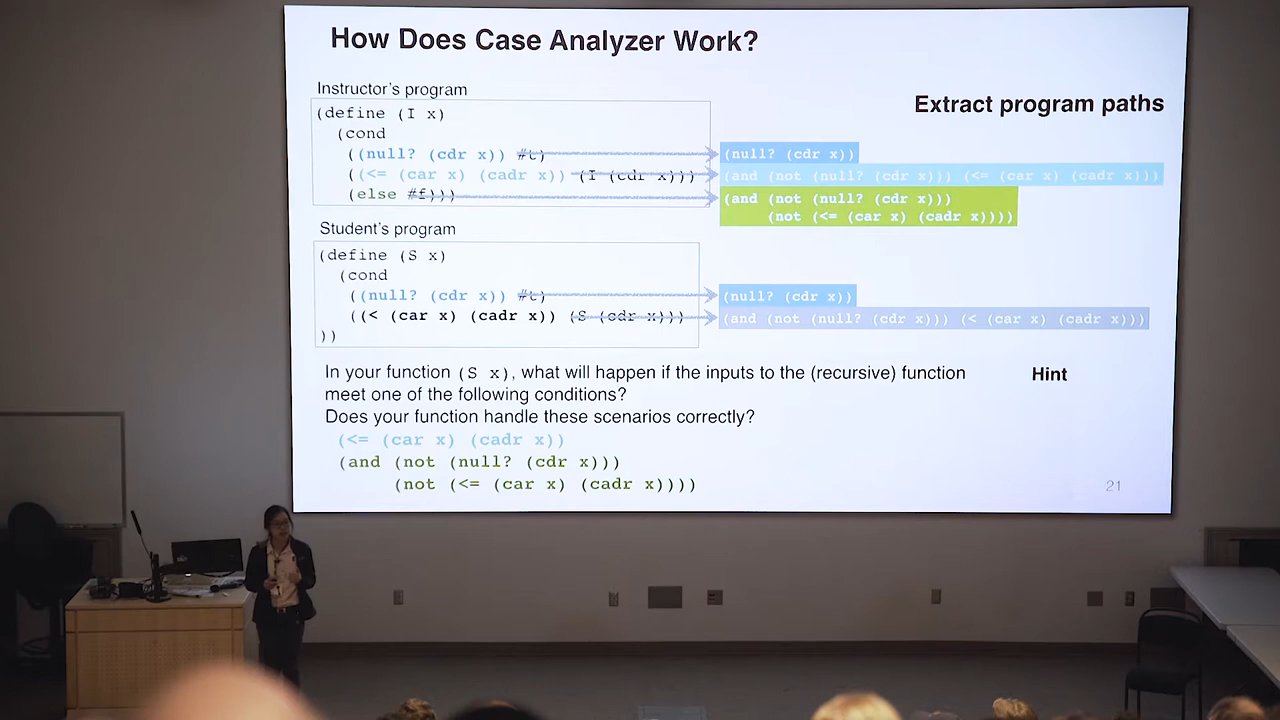 How Does Case Analyzer Work?
Instructor's program
Extract program paths
(define (I x)
(cond
((null? (cdr x)) #t)
(null? (cdr x))
((<= (car x) (cadr x)) (I (cdr x)))
(and (not (null? (cdr x))) (<= (car x) (cadr x)))
(else #f)))
(and (not (null? (cdr x)))
(not (<= (car x) (cadr x))))
Student's program
(define (S x)
(cond
((null? (cdr x)) #t)
(null? (cdr x))
((< (car x) (cadr x)) (S (cdr x)))
(and (not (null? (cdr x))) (< (car x) (cadr x)))
))
In your function (S x), what will happen if the inputs to the (recursive) function
meet one of the following conditions?
Hint
Does your function handle these scenarios correctly?
(<= (car x) (cadr x))
(and (not (null? (cdr x)))
(not (<= (car x) (cadr x))))
21